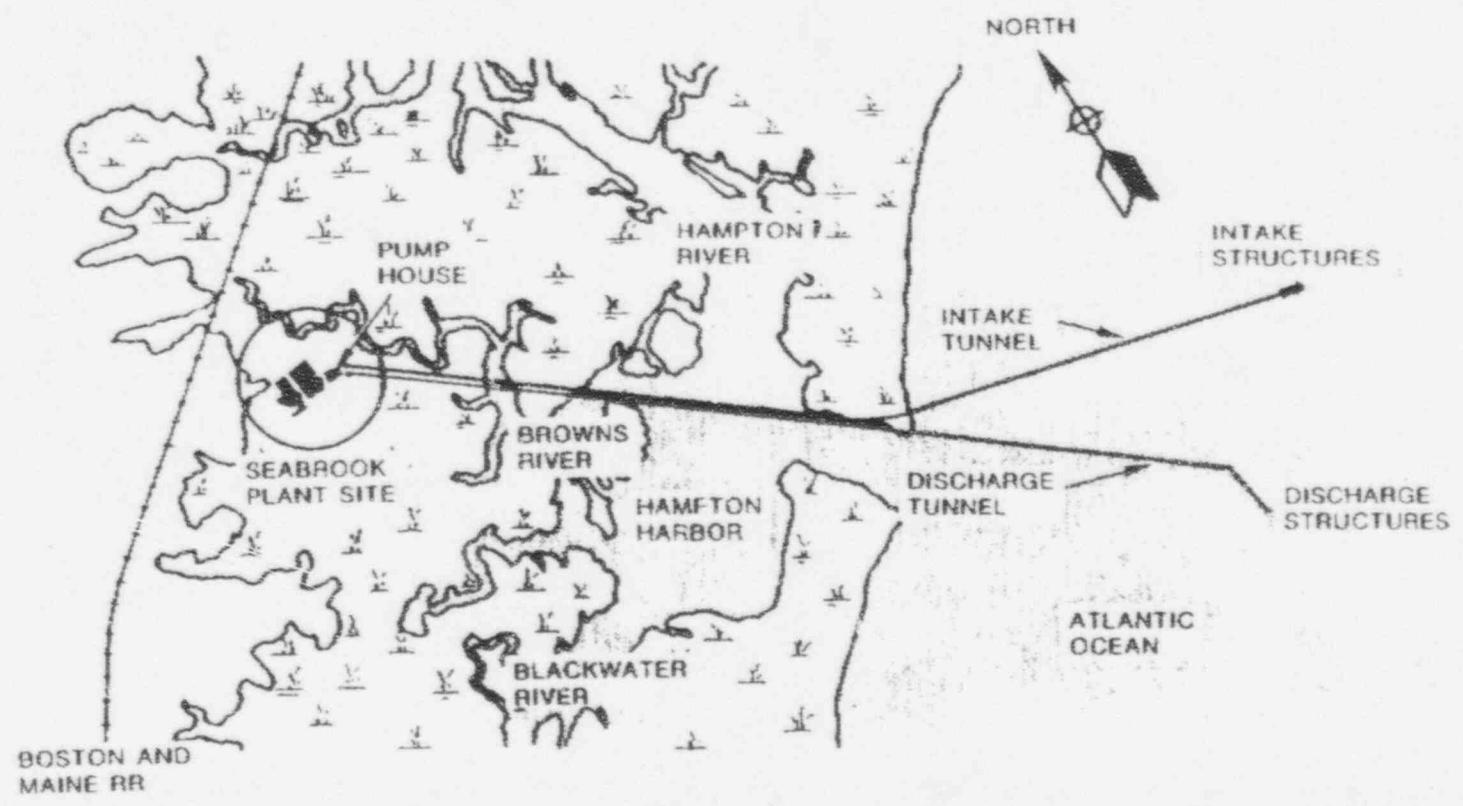 NORTH
INTAKE
STRUCTURES
HAMPTON
RIVER
PUMP
HOUSE
INTAKE
TUNNEL
BROWNS
RIVER
SEABROOK
PLANT SITE
DISCHARGE
TUNNEL
DISCHARGE
STRUCTURES
HAMPTON
HARBOR
ATLANTIC
OCEAN
BLACKWATER
RIVER
BOSTON AND
MAINE RR